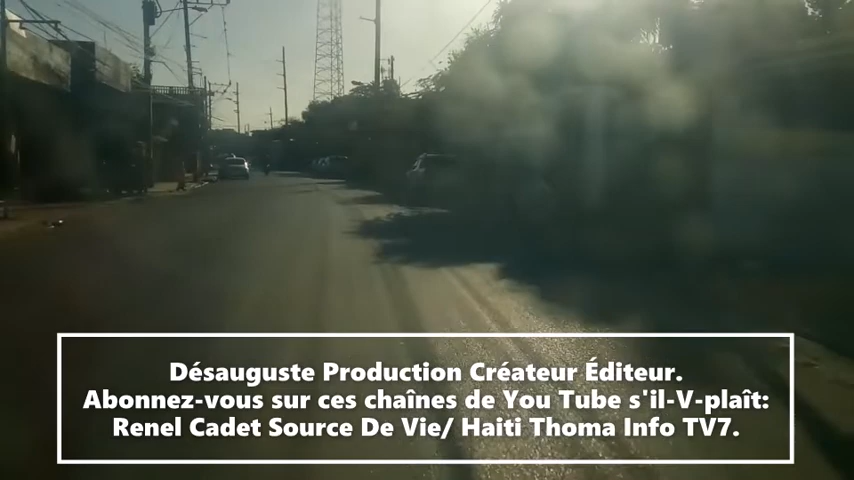 Désauguste Production Créateur Éditeur.
Abonnez-vous sur ces chaînes de You Tube s'il-V-plaît:
Renel Cadet Source De Vie/ Haiti Thoma Info TV7.